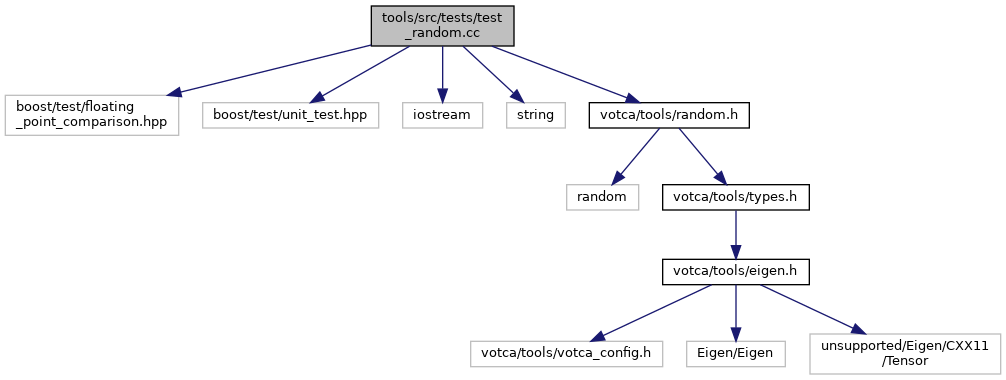 tools/src/tests/test
_random.cc
boost/test/floating
_point_comparison.hpp
boost/test/unit_test.hpp
iostream
string
votca/tools/random.h
random
votca/tools/types.h
votca/tools/eigen.h
votca/tools/votca_config.h
Eigen/Eigen
unsupported/Eigen/CXX11
/Tensor